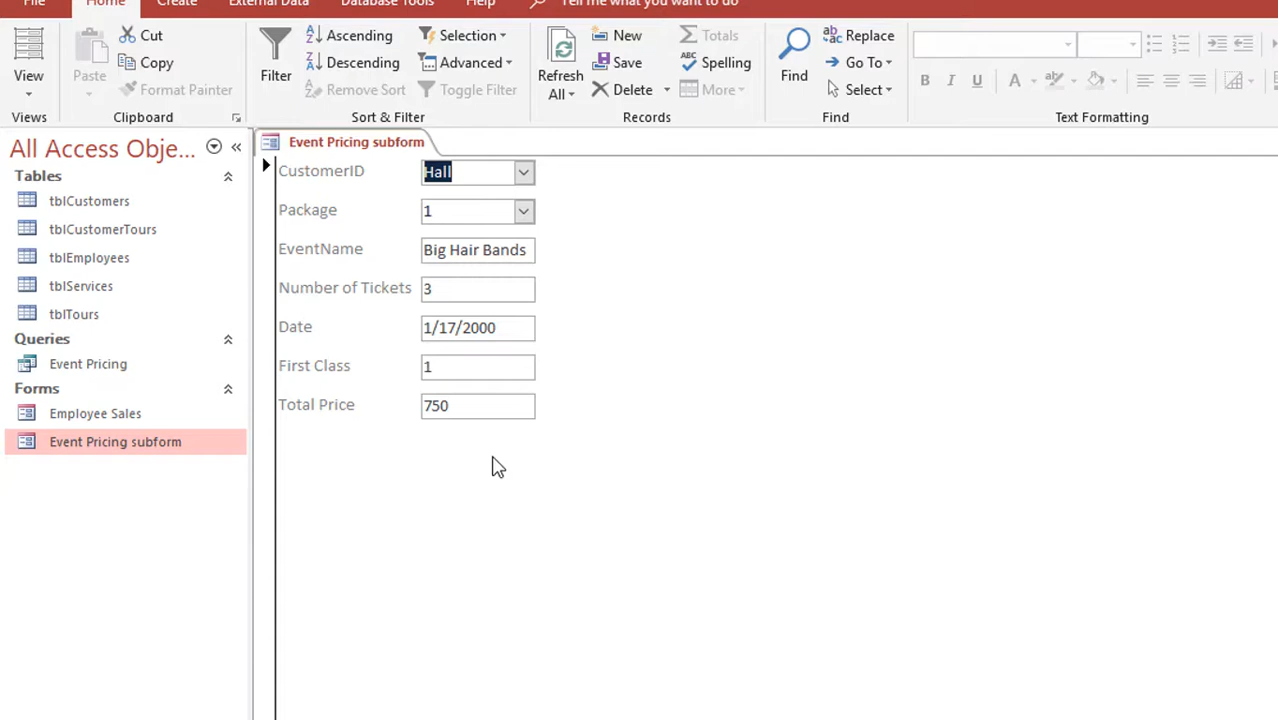 File Home Create External Data Database Tools Help Tell me what you want to do
View
Views
Paste
Cut
Copy
Format Painter
Clipboard
Filter
Ascending
Descending
Remove Sort
Selection
Advanced
Toggle Filter
Sort & Filter
Refresh
All
New
Save
Delete
Totals
Spelling
More
Records
Find
Replace
Go To
Select
Find
B I U A
Text Formatting
All Access Obje...
Tables
tblCustomers
tblCustomerTours
tblEmployees
tblServices
tblTours
Queries
Event Pricing
Forms
Employee Sales
Event Pricing subform
Event Pricing subform
CustomerID Hall
Package 1
EventName Big Hair Bands
Number of Tickets 3
Date 1/17/2000
First Class 1
Total Price 750